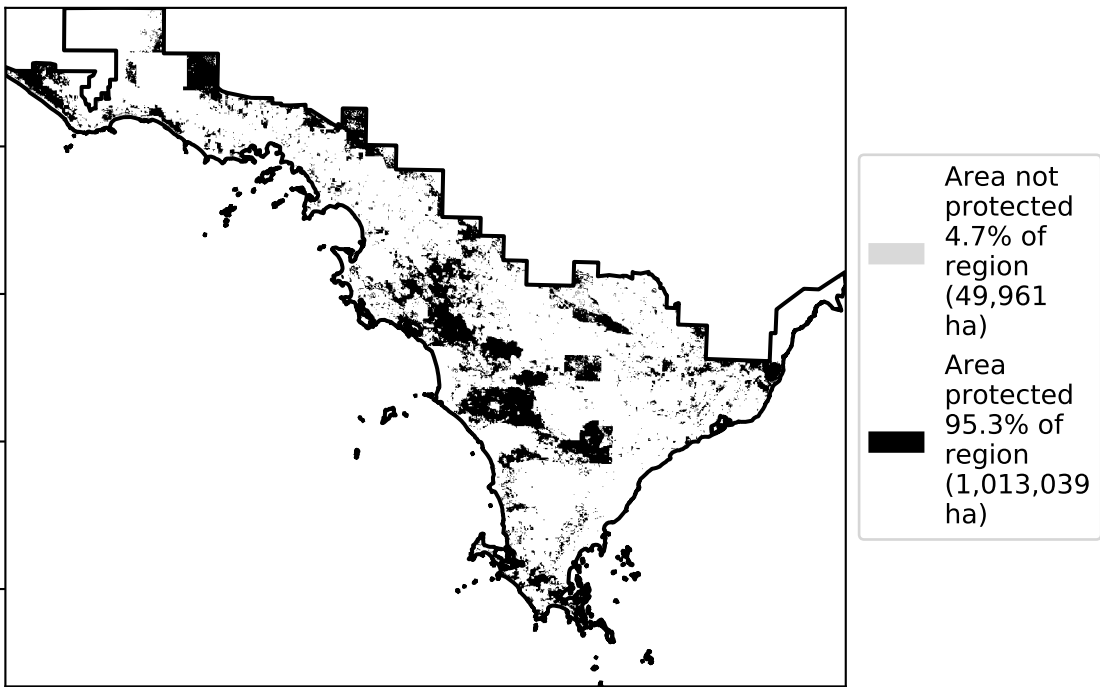 Area not
protected
4.7% of
region
(49,961
ha)
Area
protected
95.3% of
region
(1,013,039
ha)